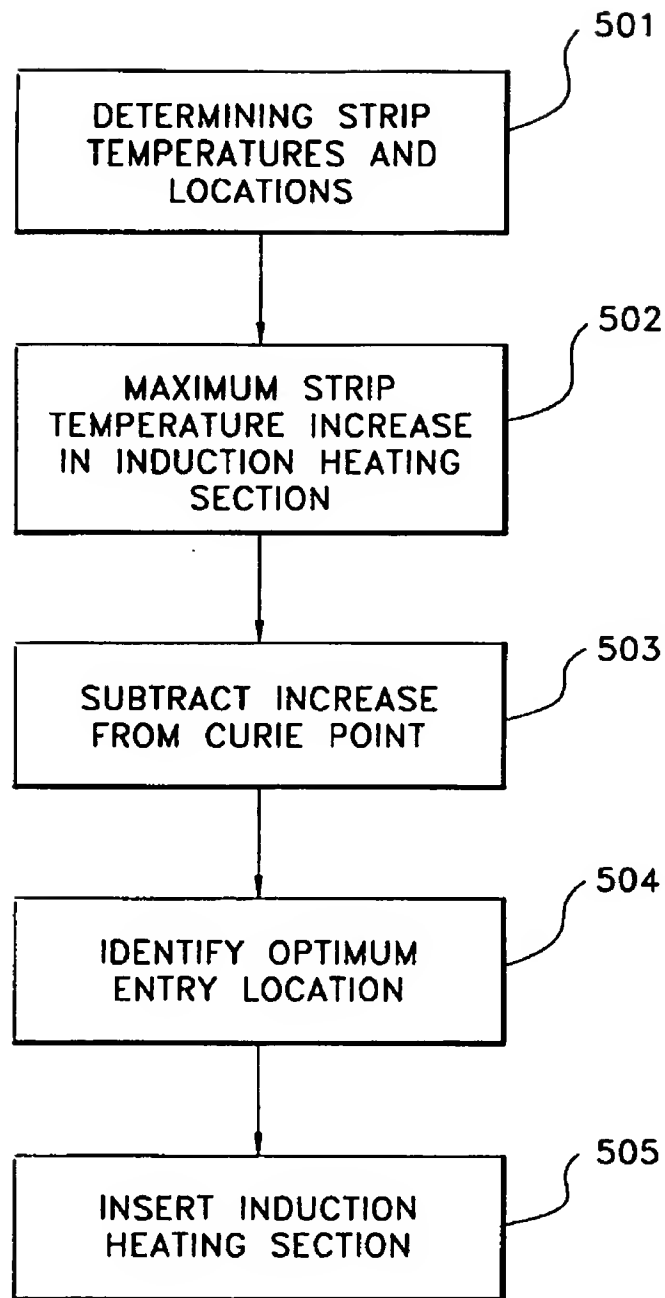 501
DETERMINING STRIP
TEMPERATURES AND
LOCATIONS
502
MAXIMUM STRIP
TEMPERATURE INCREASE
IN INDUCTION HEATING
SECTION
503
SUBTRACT INCREASE
FROM CURIE POINT
504
IDENTIFY OPTIMUM
ENTRY LOCATION
505
INSERT INDUCTION
HEATING SECTION